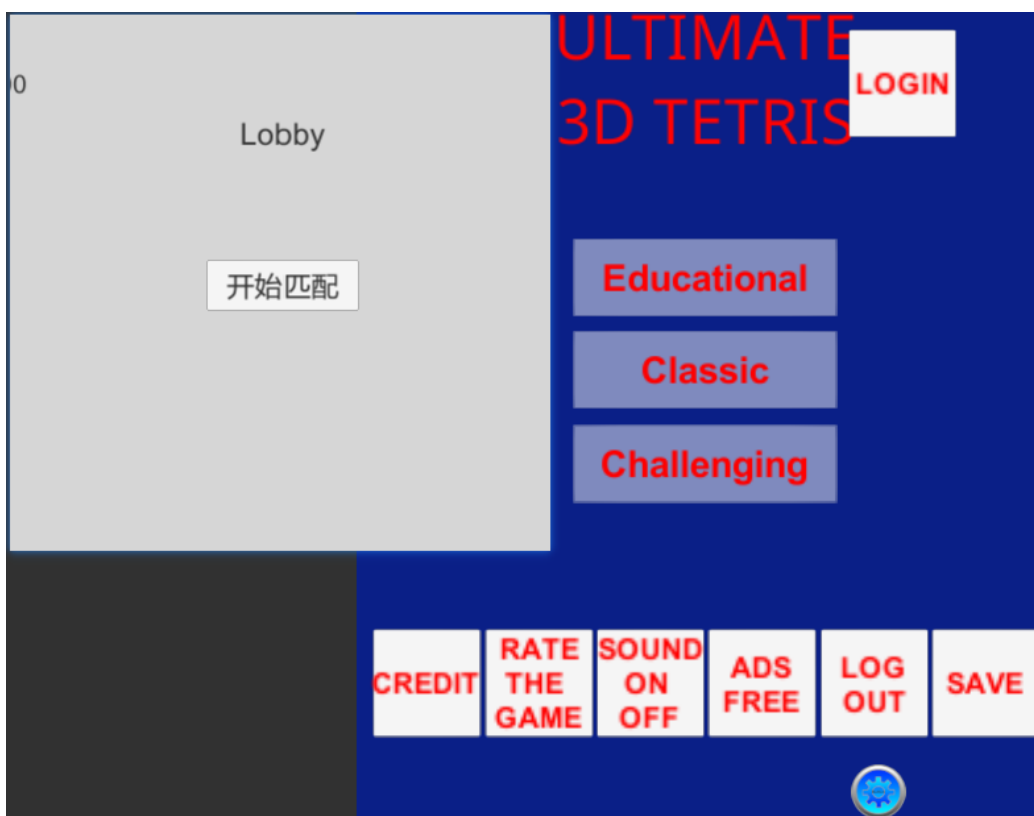 00
Lobby
开始匹配
ULTIMATE
3D TETRIS
LOGIN
Educational
Classic
Challenging
CREDIT
RATE
THE
GAME
SOUND
ON
OFF
ADS
FREE
LOG
OUT
SAVE